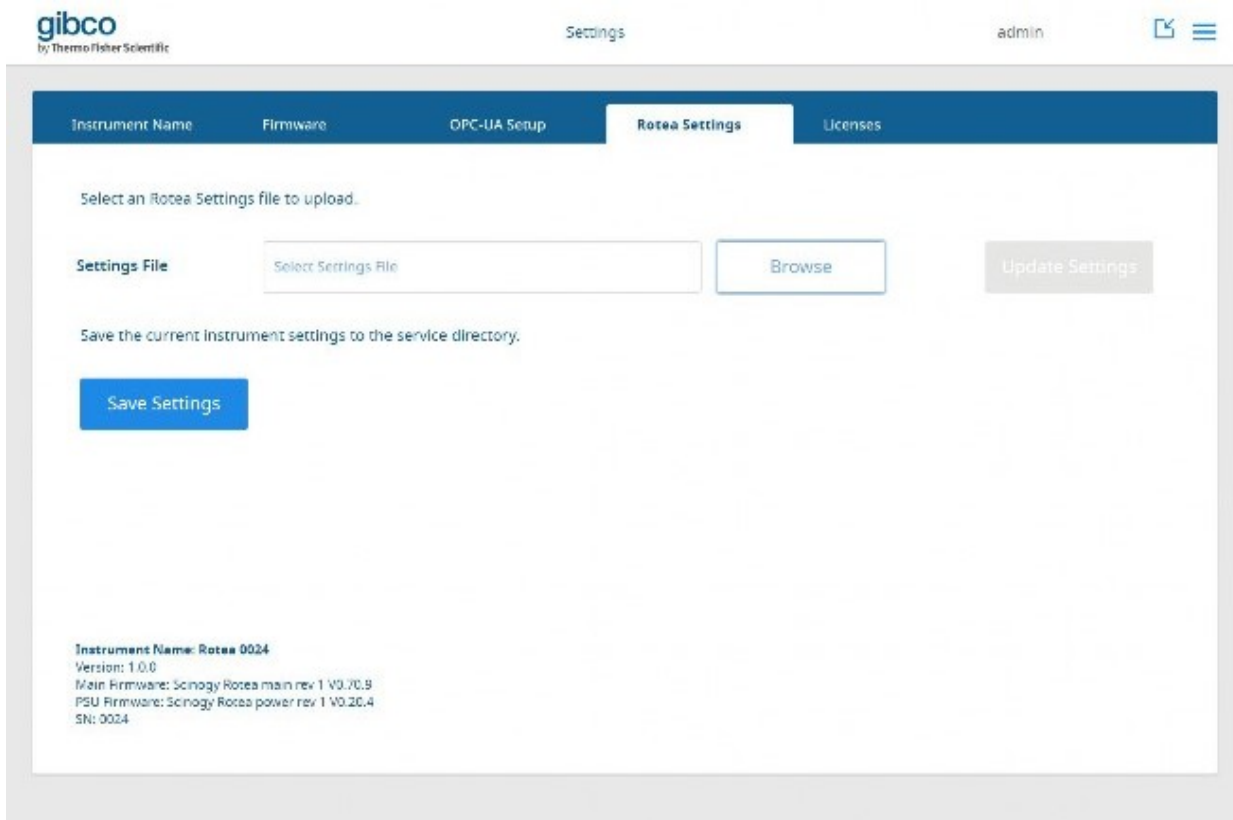 gibco
by Thermo Fisher Scientific
Settings
admin
Instrument Name
Firmware
OPC-UA Setup
Rotea Settings
Licenses
Select an Rotea Settings file to upload.
Settings File
Select Settings File
Browse
Update Settings
Save the current instrument settings to the service directory.
Save Settings
Instrument Name: Rotea 0024
Version: 1.0.0
Main Firmware: Scinogy Rotea main rev 1 V0.70.9
PSU Firmware: Scinogy Rotea power rev 1 V0.20.4
SN: 0024